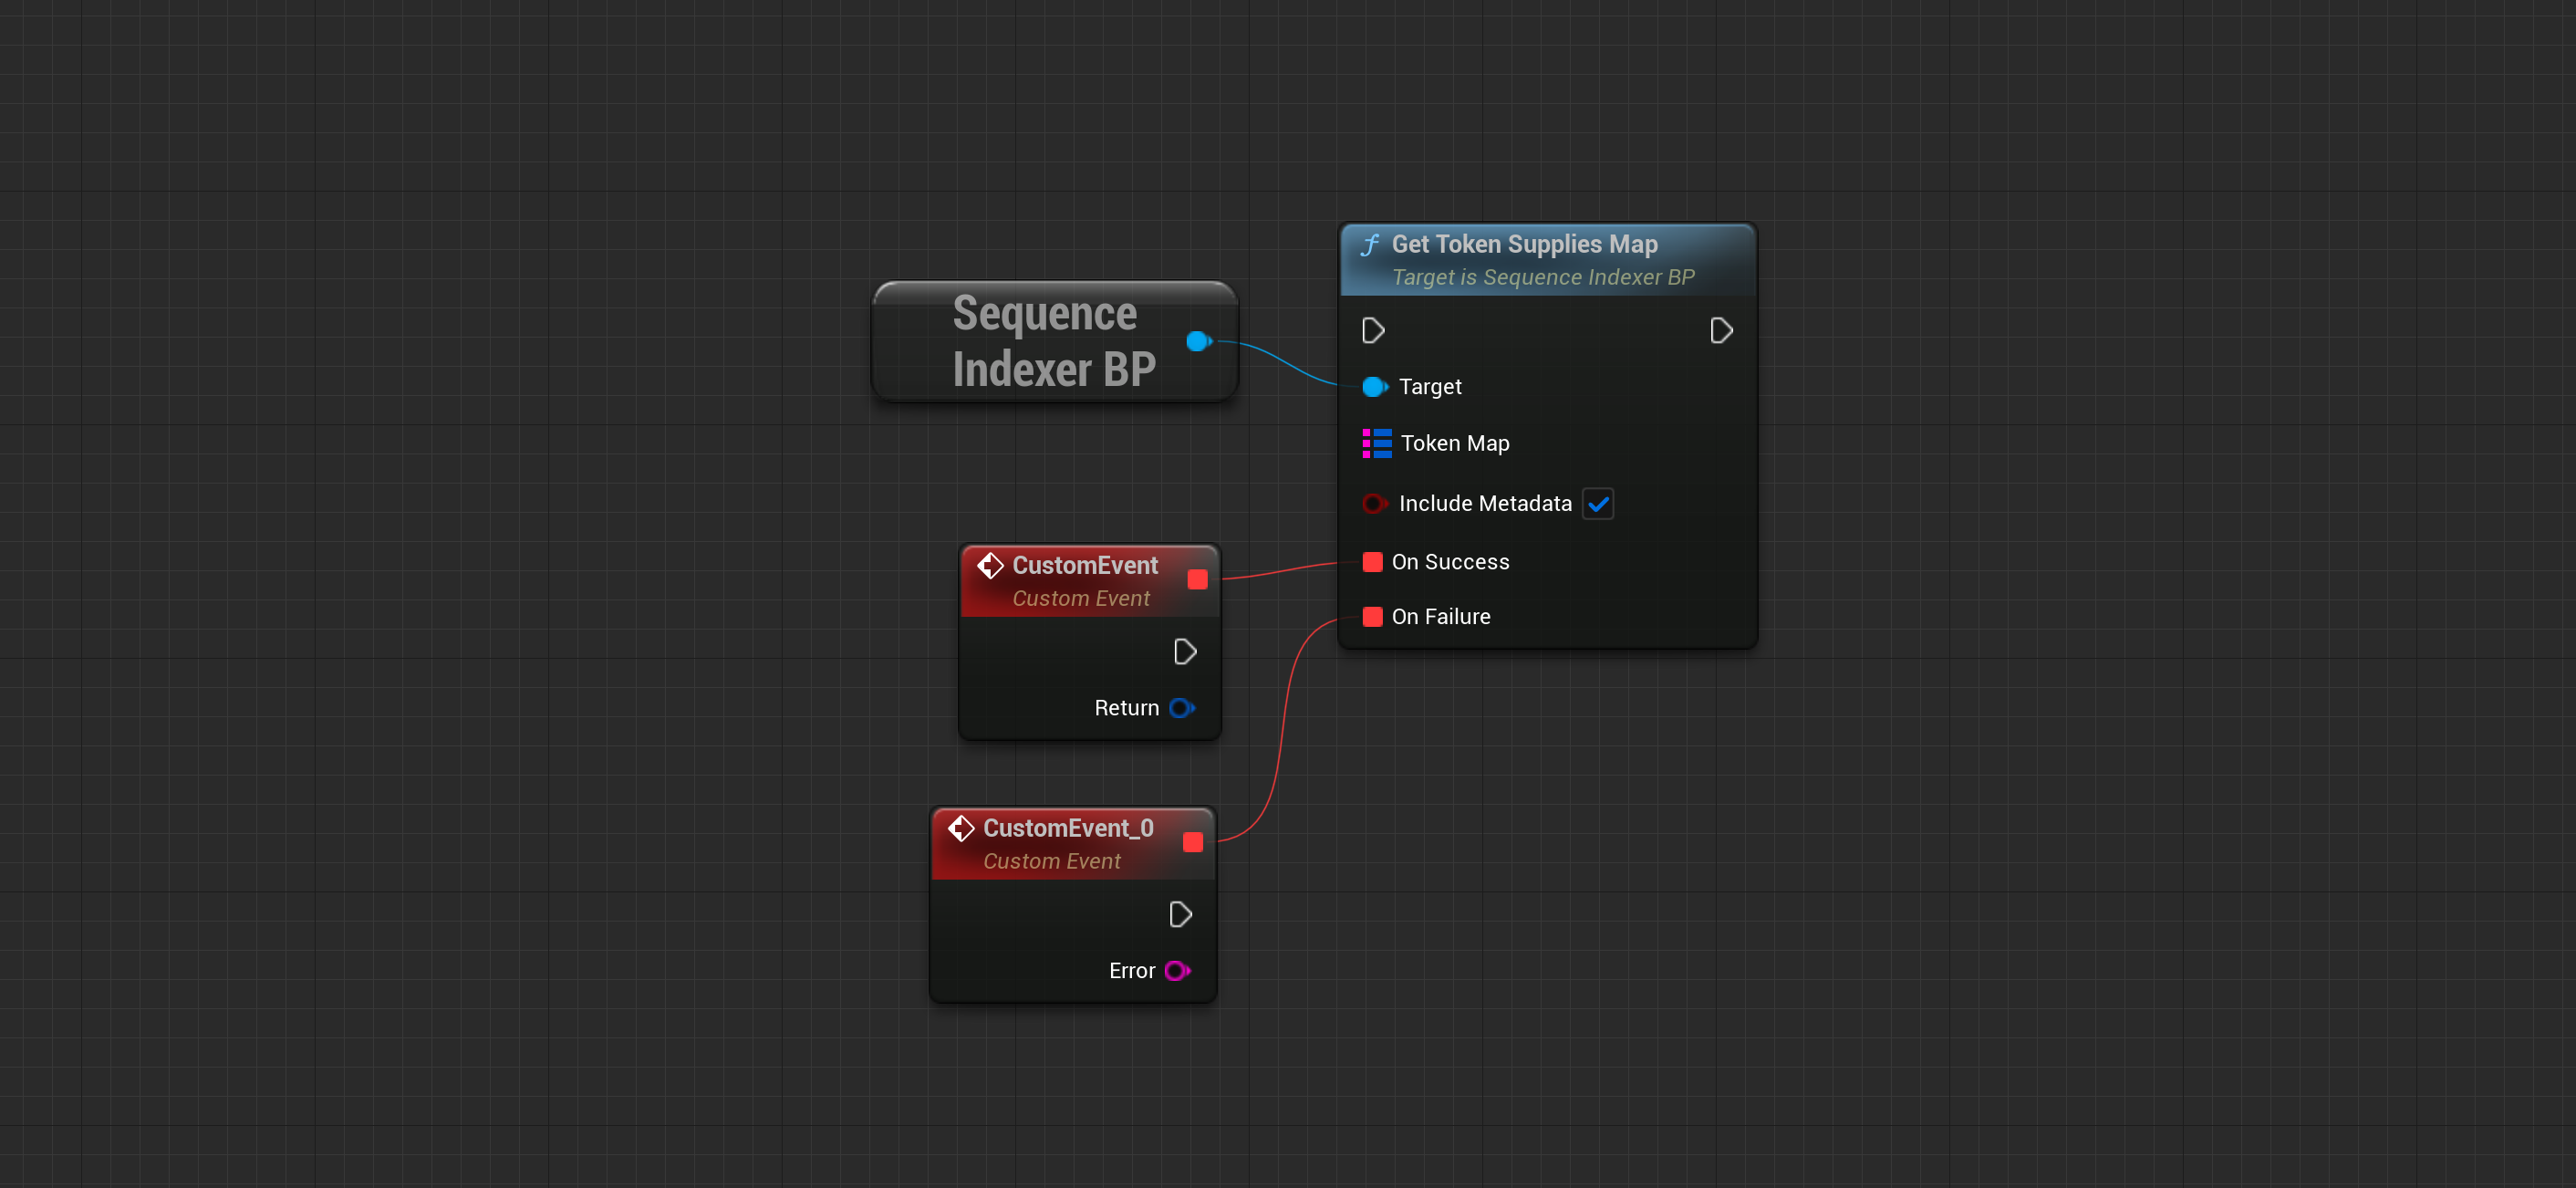 Sequence
Indexer BP
Get Token Supplies Map
Target is Sequence Indexer BP
Target
Token Map
Include Metadata
On Success
On Failure
CustomEvent
Custom Event
Return
CustomEvent_0
Custom Event
Error